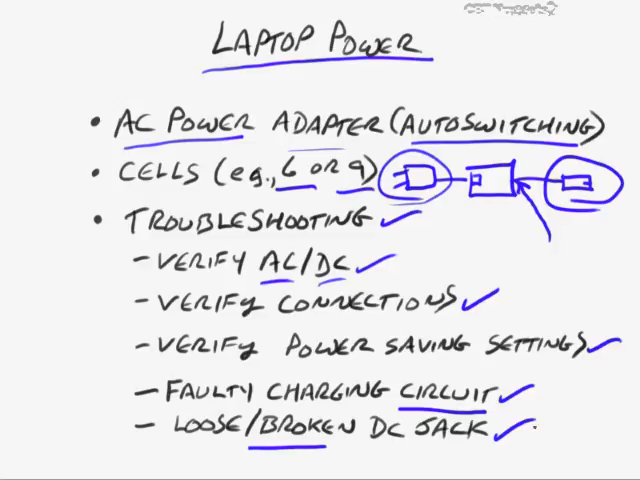 LAPTOP POWER
• AC POWER ADAPTER (AUTOSWITCHING)
• CELLS (eg., 6 OR 9)
• TROUBLESHOOTING
- VERIFY AC/DC
- VERIFY CONNECTIONS
- VERIFY POWER SAVING SETTINGS
- FAULTY CHARGING CIRCUIT
- LOOSE/BROKEN DC JACK